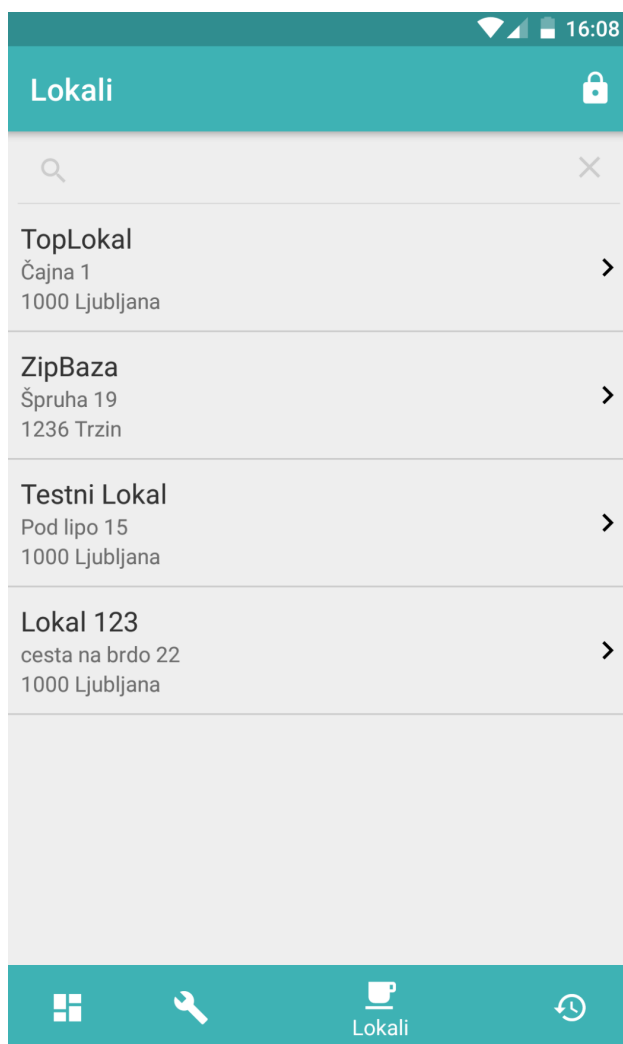 16:08
Lokali
TopLokal
Čajna 1
1000 Ljubljana
ZipBaza
Špruha 19
1236 Trzin
Testni Lokal
Pod lipo 15
1000 Ljubljana
Lokal 123
cesta na brdo 22
1000 Ljubljana
Lokali